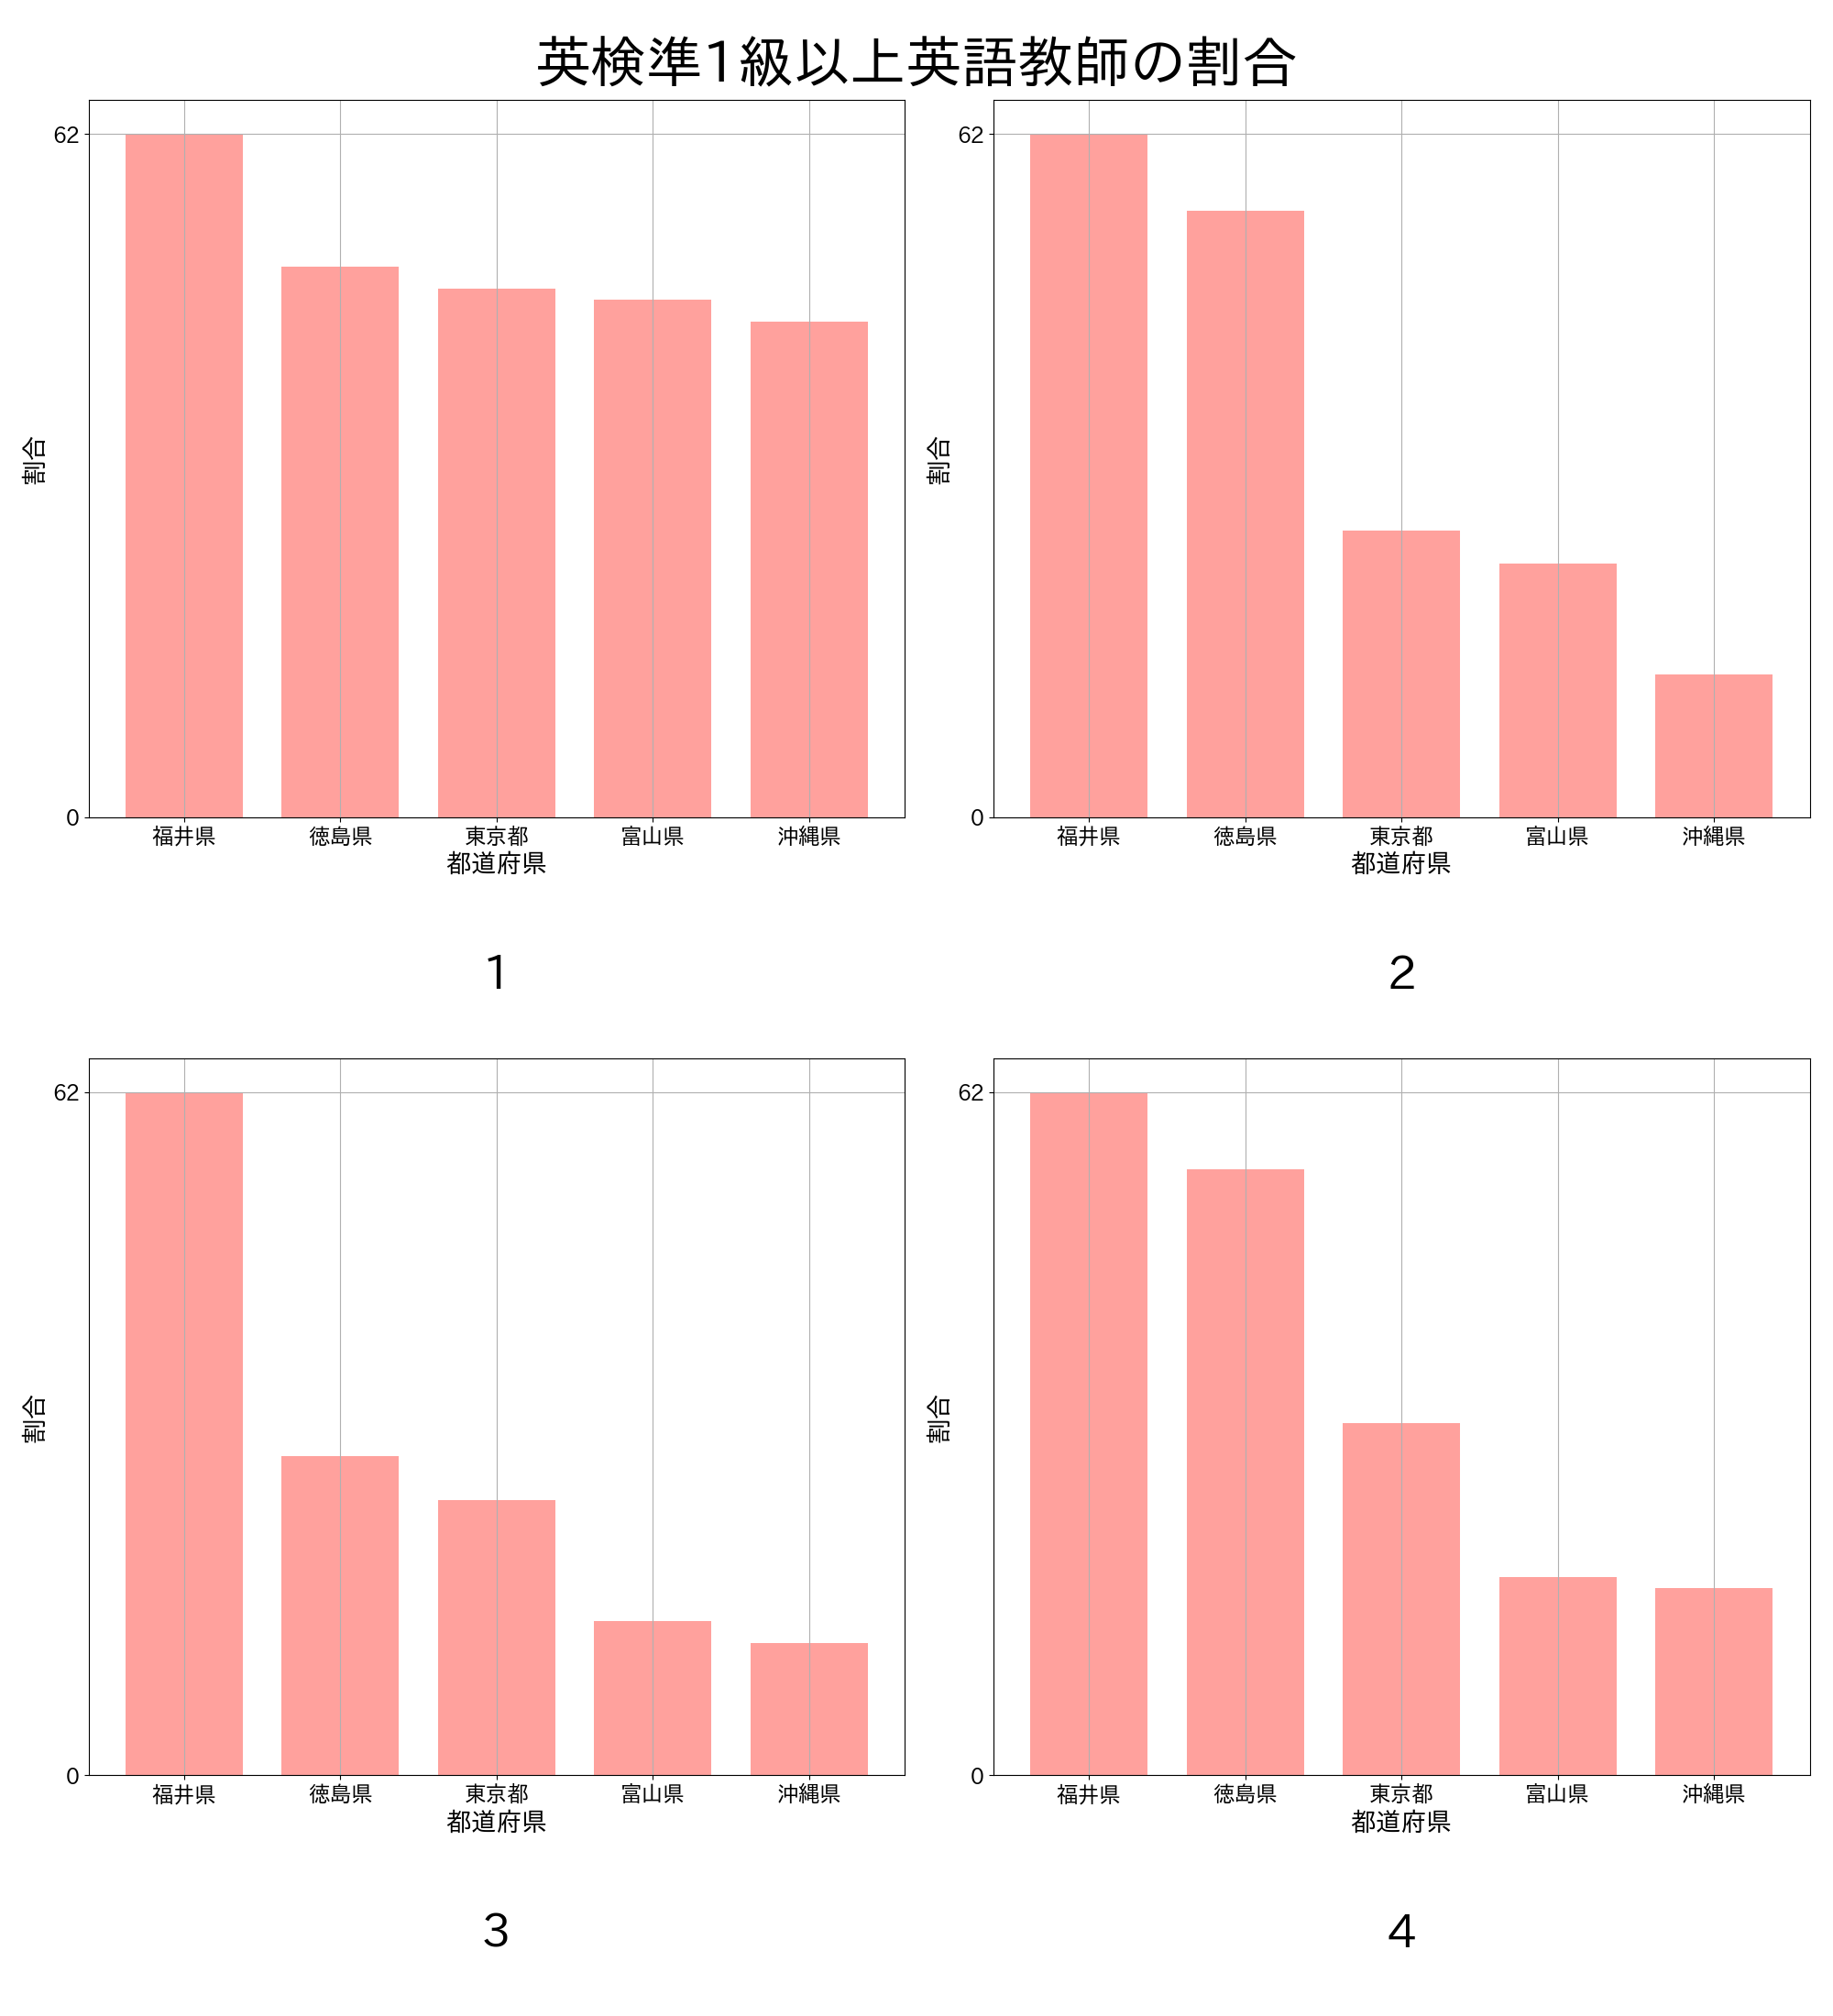 英検準1級以上英語教師の割合
62
0
割合
福井県 徳島県 東京都 富山県 沖縄県
都道府県
1
62
0
割合
福井県 徳島県 東京都 富山県 沖縄県
都道府県
2
62
0
割合
福井県 徳島県 東京都 富山県 沖縄県
都道府県
3
62
0
割合
福井県 徳島県 東京都 富山県 沖縄県
都道府県
4